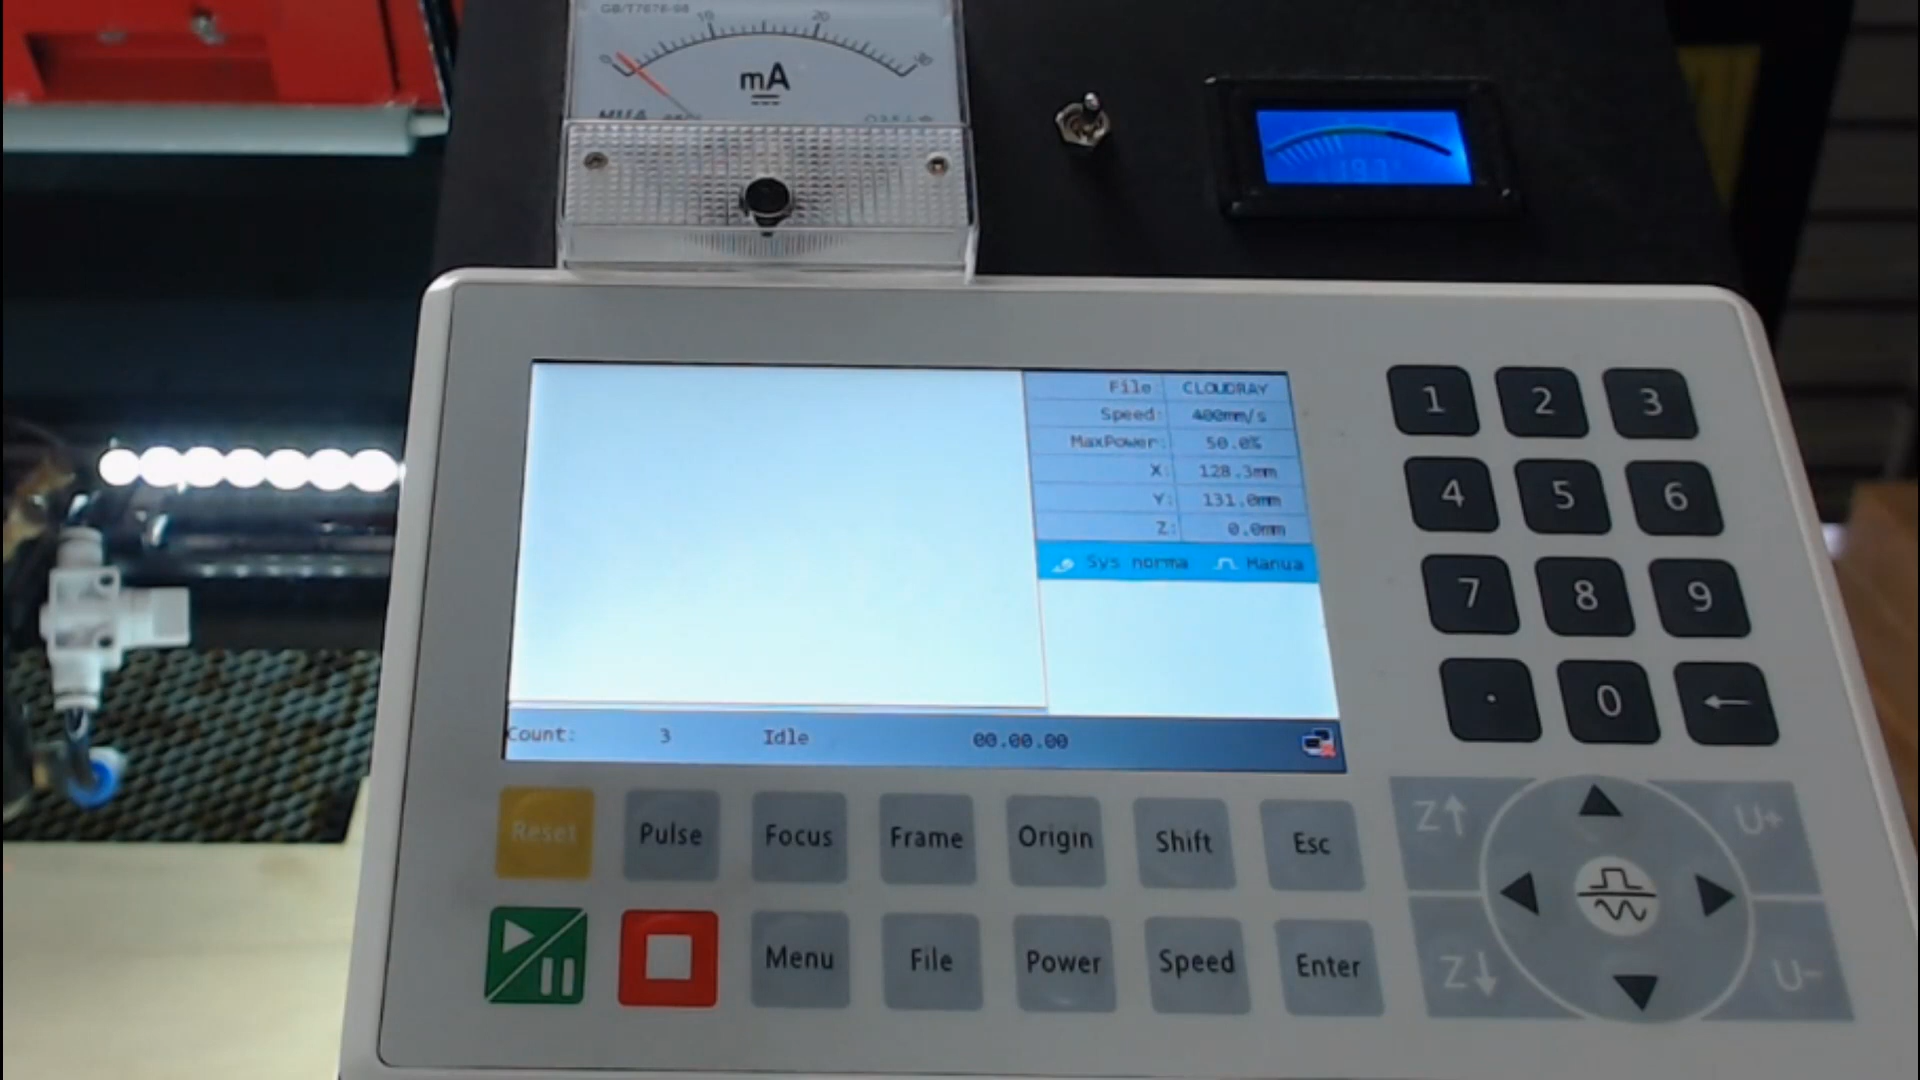 GB/T7676-98
0 10 20 30
mA
File: CLOUDRAY
Speed: 400mm/s
MaxPower: 50.0%
X: 128.3mm
Y: 131.0mm
Z: 0.0mm
Sys norma Manua
Count: 3 Idle 00.00.00
1 2 3
4 5 6
7 8 9
. 0 ←
Reset Pulse Focus Frame Origin Shift Esc
Menu File Power Speed Enter
Z↑ U+
Z↓ U-